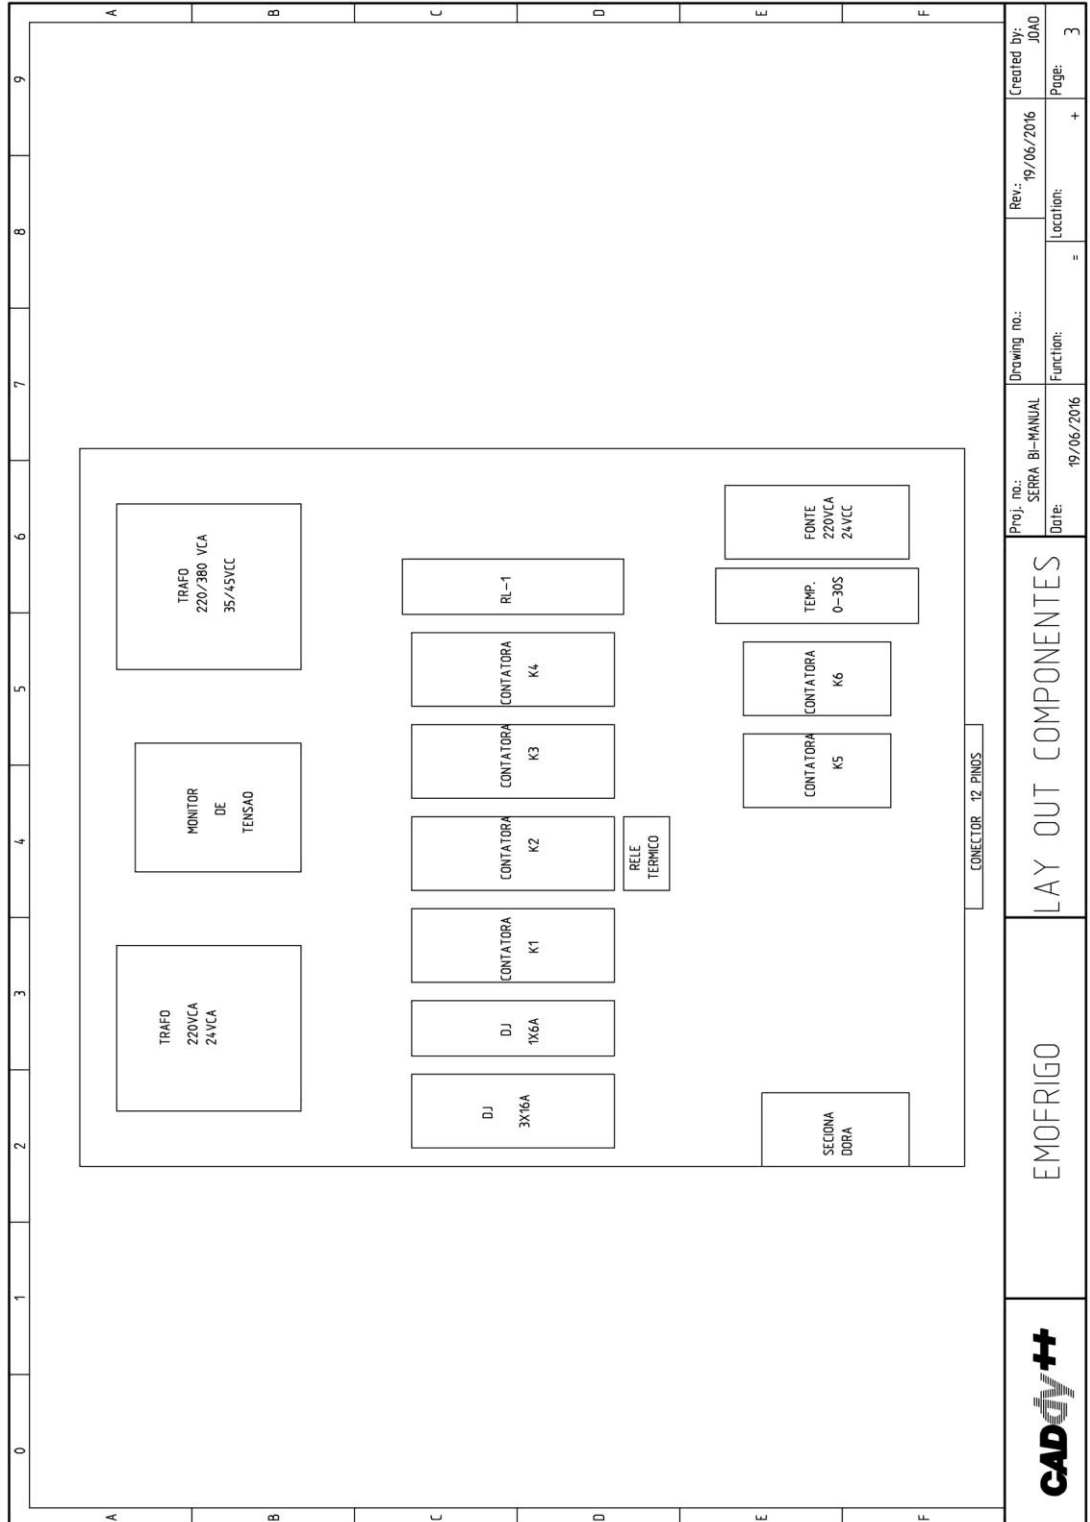 0 1 2 3 4 5 6 7 8 9
A
B
C
D
E
F
A
B
C
D
E
F
TRAFO
220VCA
24VCA
MONITOR
DE
TENSAO
TRAFO
220/380 VCA
35/45VCC
DJ
3X16A
DJ
1X6A
CONTATORA
K1
CONTATORA
K2
CONTATORA
K3
CONTATORA
K4
RL-1
RELE
TERMICO
SECIONA
DORA
CONTATORA
K5
CONTATORA
K6
TEMP.
0-30S
FONTE
220VCA
24VCC
CONECTOR 12 PINOS
CADdy++
EMOFRIGO
LAY OUT COMPONENTES
Proj. no.:
SERRA BI-MANUAL
Drawing no.:
Rev.:
19/06/2016
Created by:
JOAO
Date:
19/06/2016
Function:
=
Location:
+
Page:
3